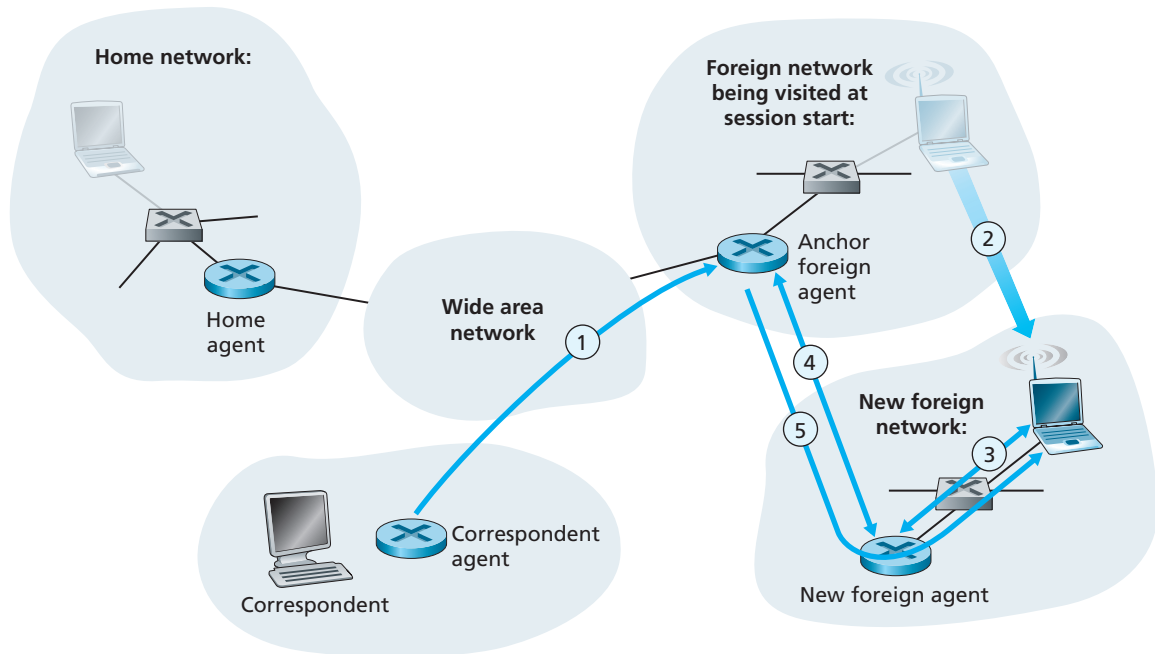 Home network:
Home
agent
Wide area
network
1
Foreign network
being visited at
session start:
Anchor
foreign
agent
2
4
5
New foreign
network:
3
New foreign agent
Correspondent
agent
Correspondent